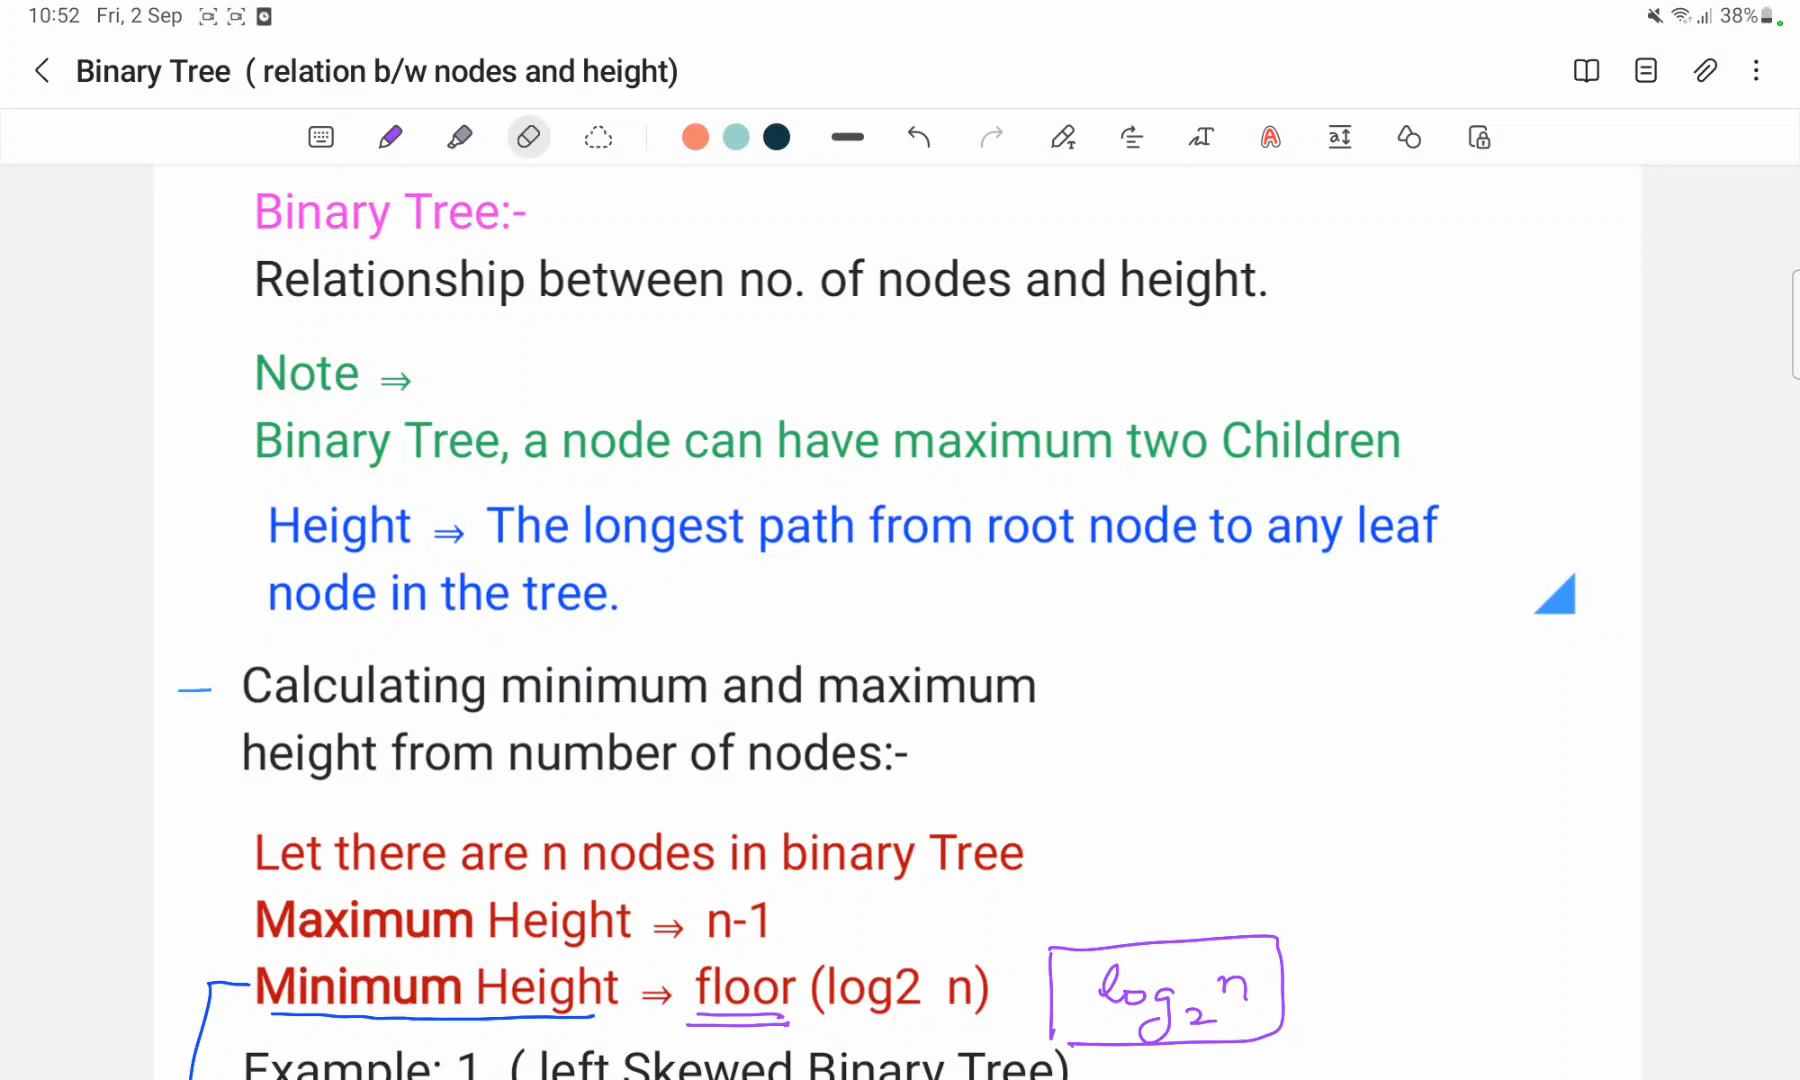 10:52 Fri, 2 Sep 38%
Binary Tree ( relation b/w nodes and height)
Binary Tree:-
Relationship between no. of nodes and height.
Note ⇒
Binary Tree, a node can have maximum two Children
Height ⇒ The longest path from root node to any leaf
node in the tree.
Calculating minimum and maximum
height from number of nodes:-
Let there are n nodes in binary Tree
Maximum Height ⇒ n-1
Minimum Height ⇒ floor (log2 n) log₂ n
Example: 1 ( left Skewed Binary Tree)